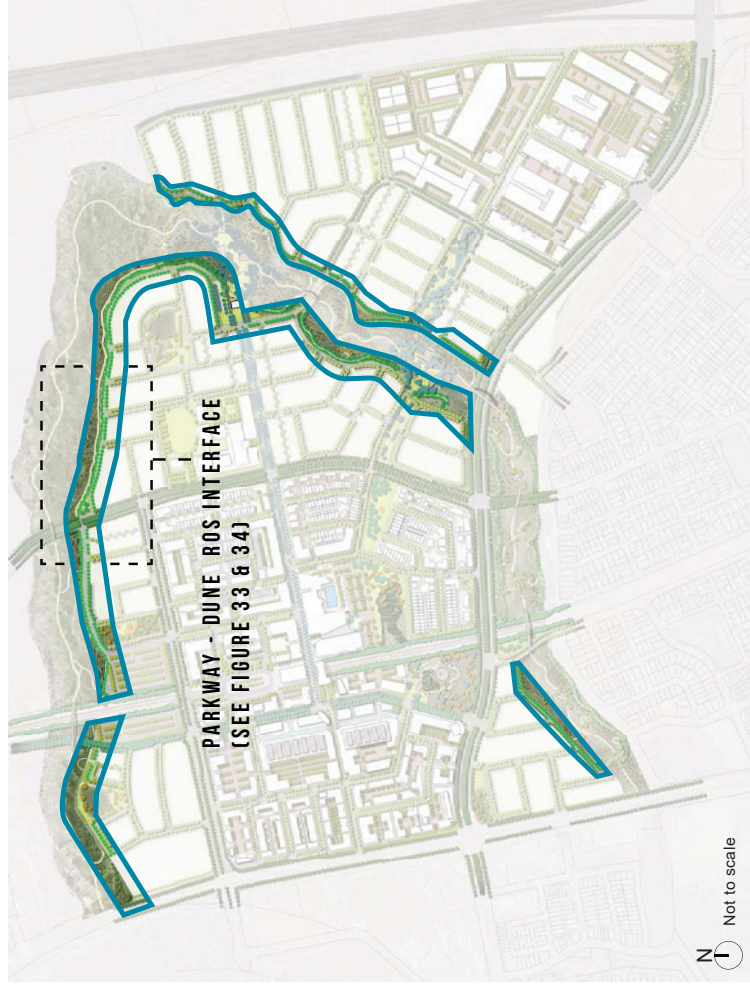 PARKWAY - DUNE ROS INTERFACE
(SEE FIGURE 33 & 34)
N
Not to scale